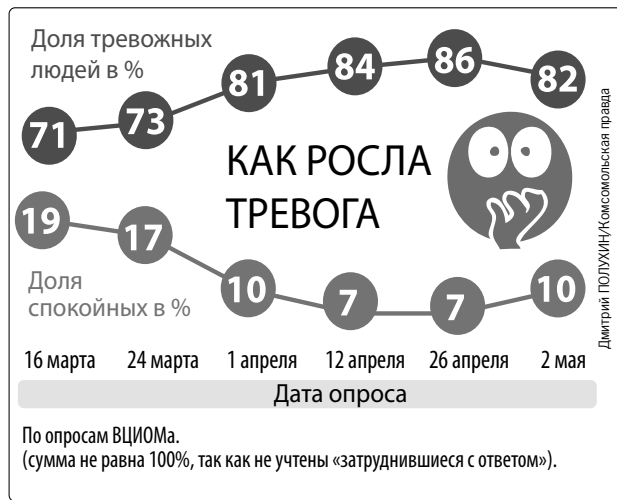 Доля тревожных
людей в %
71 73 81 84 86 82
КАК РОСЛА
ТРЕВОГА
19 17 10 7 7 10
Доля
спокойных в %
16 марта 24 марта 1 апреля 12 апреля 26 апреля 2 мая
Дата опроса
По опросам ВЦИОМа.
(сумма не равна 100%, так как не учтены «затруднившиеся с ответом»).
Дмитрий ПОЛУХИН/Комсомольская правда